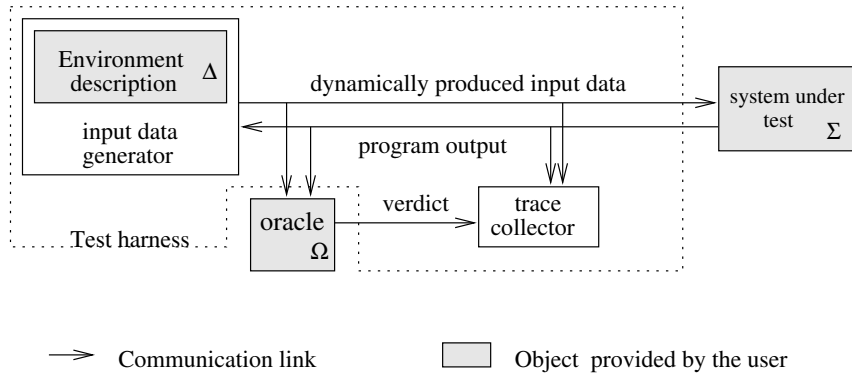 Environment
description Δ
input data
generator
dynamically produced input data
program output
system under
test
Σ
oracle
Ω
verdict
trace
collector
Test harness
Communication link
Object provided by the user